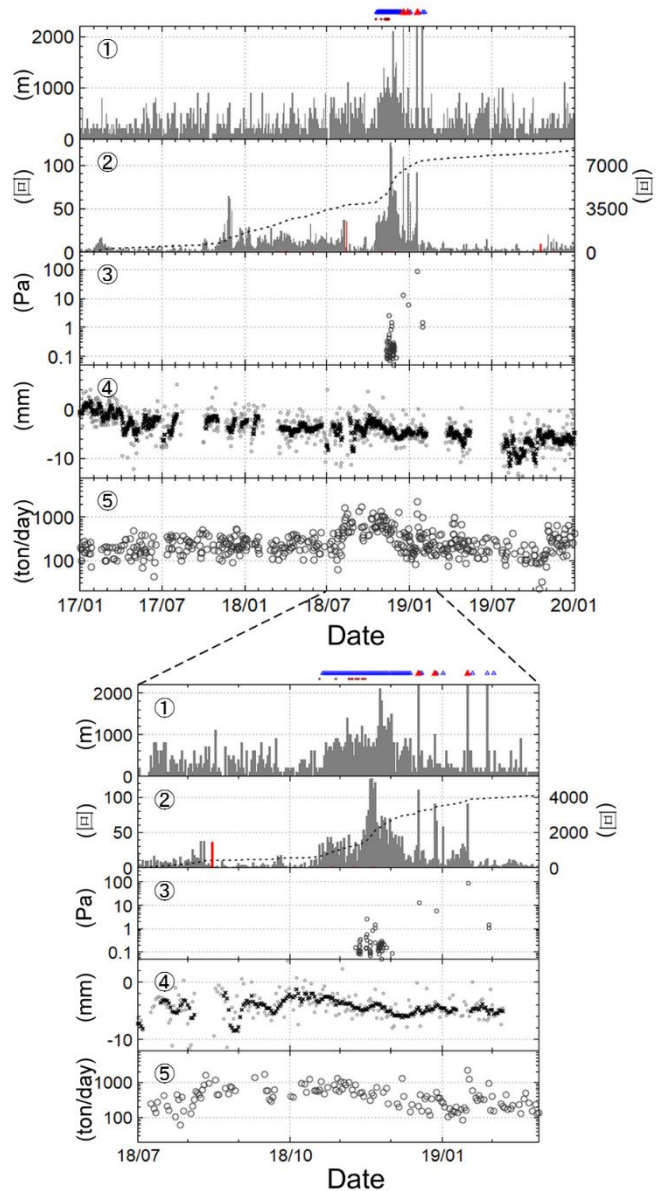 ①
(m)
2000
1000
0
②
(回)
100
50
0
7000
3500
0
(回)
③
(Pa)
100
10
1
0.1
④
(mm)
0
-10
⑤
(ton/day)
1000
100
17/01 17/07 18/01 18/07 19/01 19/07 20/01
Date
①
(m)
2000
1000
0
②
(回)
100
50
0
4000
2000
0
(回)
③
(Pa)
100
10
1
0.1
④
(mm)
0
-10
⑤
(ton/day)
1000
100
18/07 18/10 19/01
Date